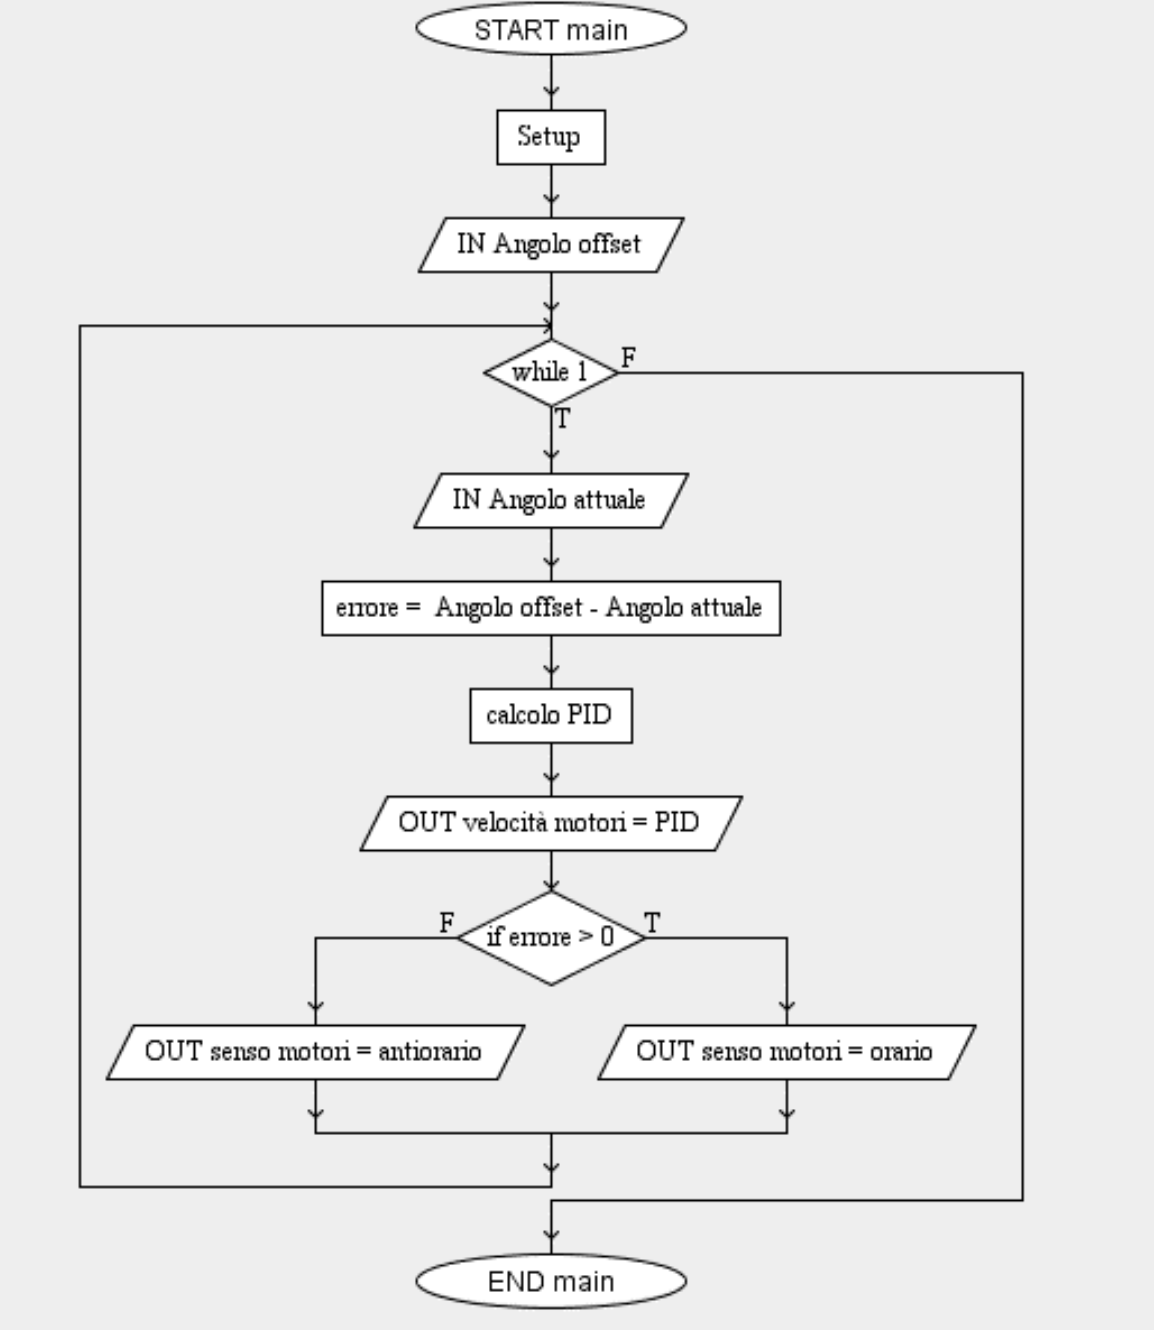 START main
Setup
IN Angolo offset
while 1
F
T
IN Angolo attuale
errore = Angolo offset - Angolo attuale
calcolo PID
OUT velocità motori = PID
F
if errore > 0
T
OUT senso motori = antiorario
OUT senso motori = orario
END main